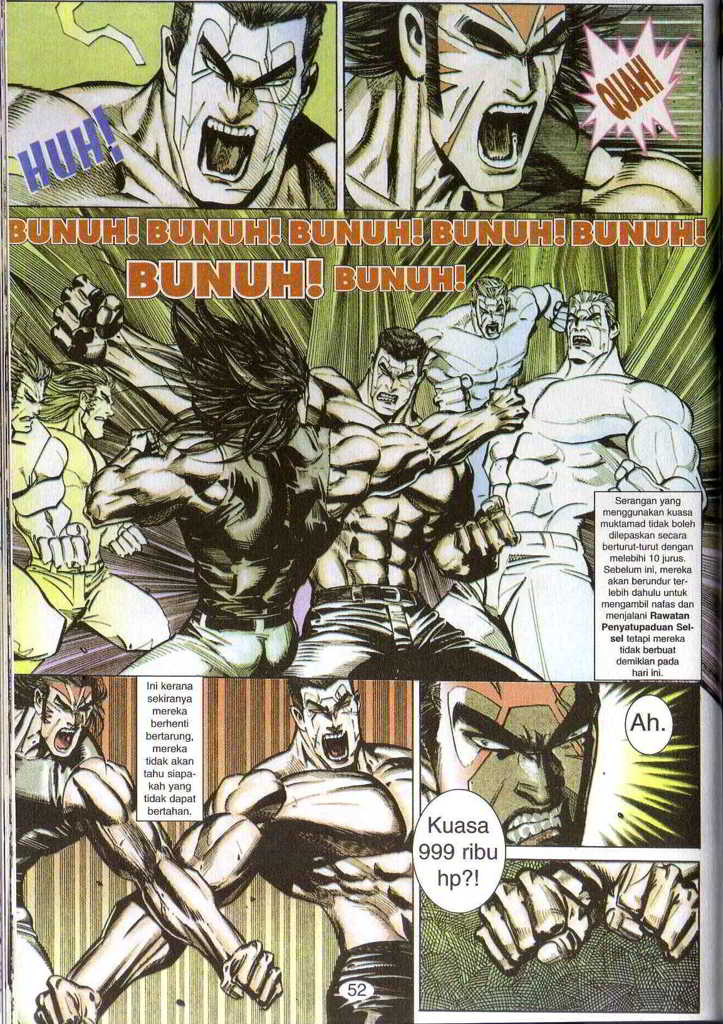 HUH!
QUAH!
BUNUH! BUNUH! BUNUH! BUNUH! BUNUH!
BUNUH! BUNUH!
Serangan yang
menggunakan kuasa
muktamad tidak boleh
dilepaskan secara
berturut-turut dengan
melebihi 10 jurus.
Sebelum ini, mereka
akan berundur ter-
lebih dahulu untuk
mengambil nafas dan
menjalani Rawatan
Penyatupaduan Sel-
sel tetapi mereka
tidak berbuat
demikian pada
hari ini.
Ini kerana
sekiranya
mereka
berhenti
bertarung,
mereka
tidak akan
tahu siapa-
kah yang
tidak dapat
bertahan.
Ah.
Kuasa
999 ribu
hp?!
52